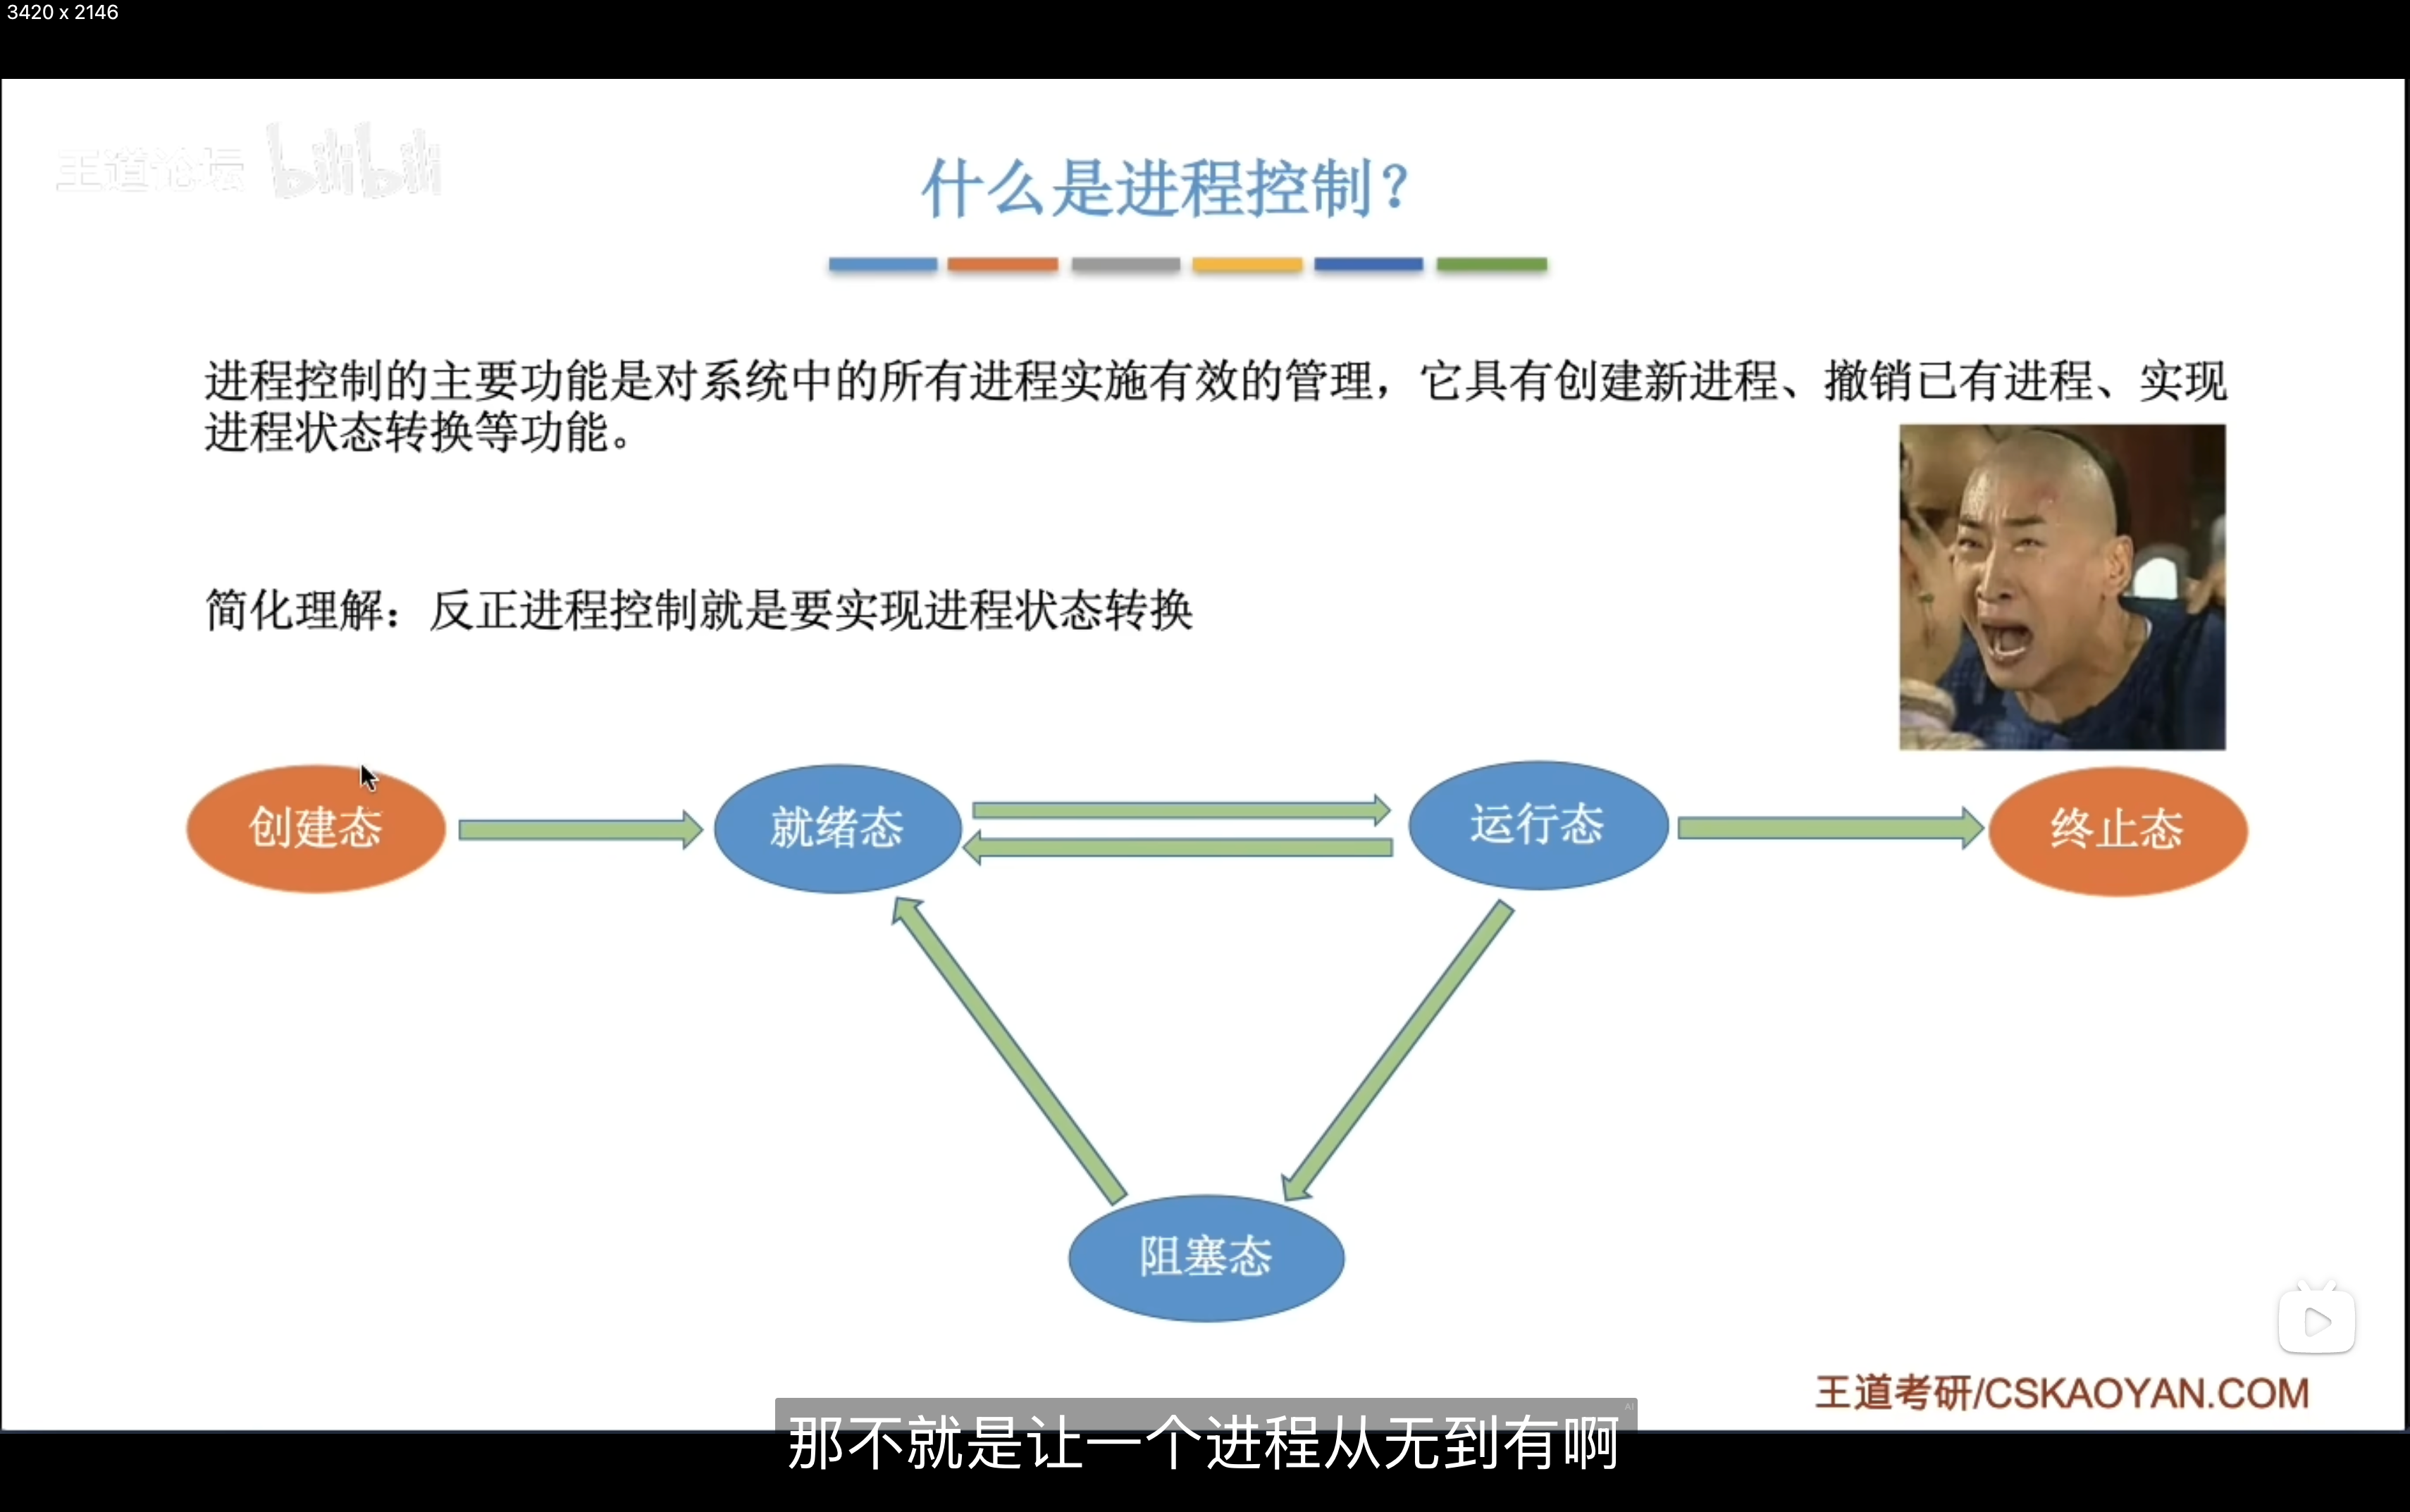 3420 x 2146
王道论坛 bilibili
什么是进程控制？
进程控制的主要功能是对系统中的所有进程实施有效的管理，它具有创建新进程、撤销已有进程、实现
进程状态转换等功能。
简化理解：反正进程控制就是要实现进程状态转换
创建态
就绪态
运行态
终止态
阻塞态
王道考研/CSKAOYAN.COM
AI
那不就是让一个进程从无到有啊